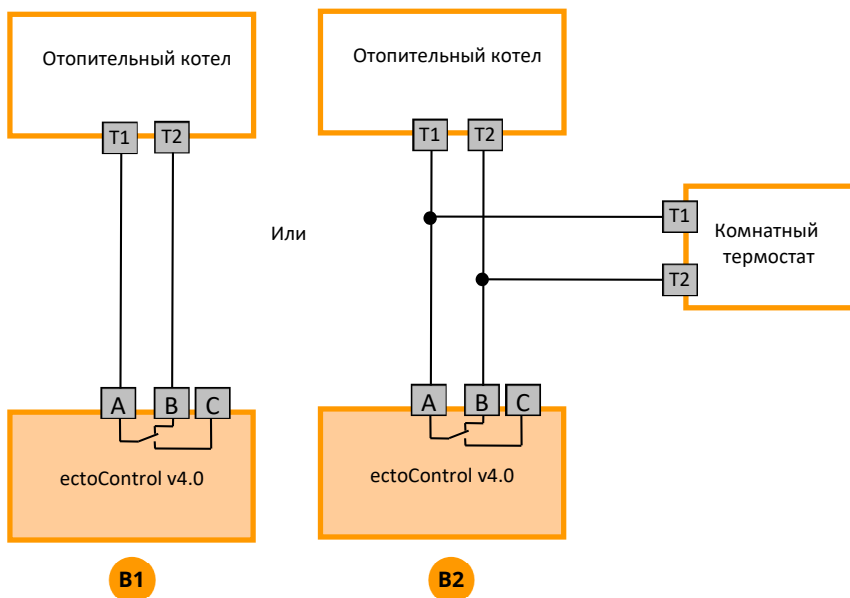 Отопительный котел
T1 T2
A B C
ectoControl v4.0
B1
Или
Отопительный котел
T1 T2
T1
T2
Комнатный
термостат
A B C
ectoControl v4.0
B2